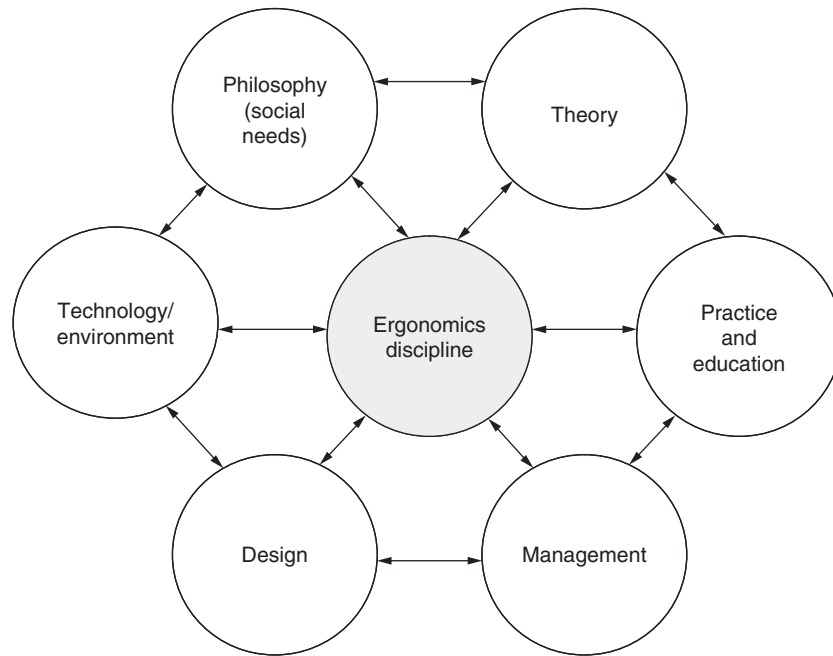 Philosophy
(social
needs)
Theory
Technology/
environment
Ergonomics
discipline
Practice
and
education
Design
Management